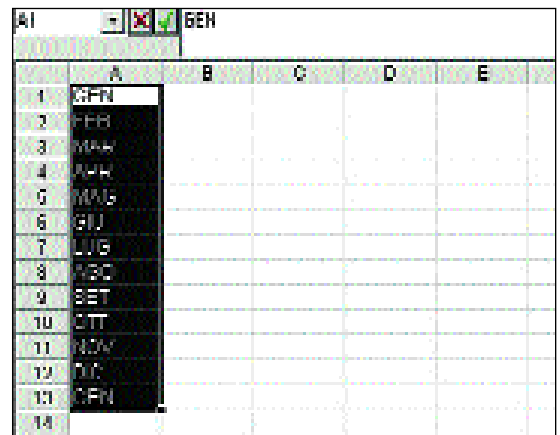 A1 GEN
A B C D E
1 GEN
2 FEB
3 MAR
4 APR
5 MAG
6 GIU
7 LUG
8 AGO
9 SET
10 OTT
11 NOV
12 DIC
13 GEN
14